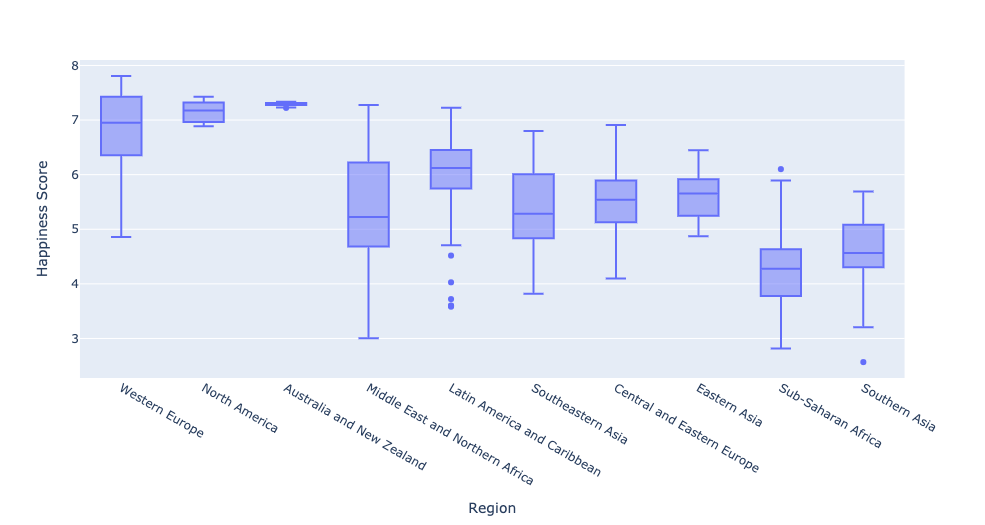 8
7
6
5
4
3
Happiness Score
Western Europe
North America
Australia and New Zealand
Middle East and Northern Africa
Latin America and Caribbean
Southeastern Asia
Central and Eastern Europe
Eastern Asia
Sub-Saharan Africa
Southern Asia
Region